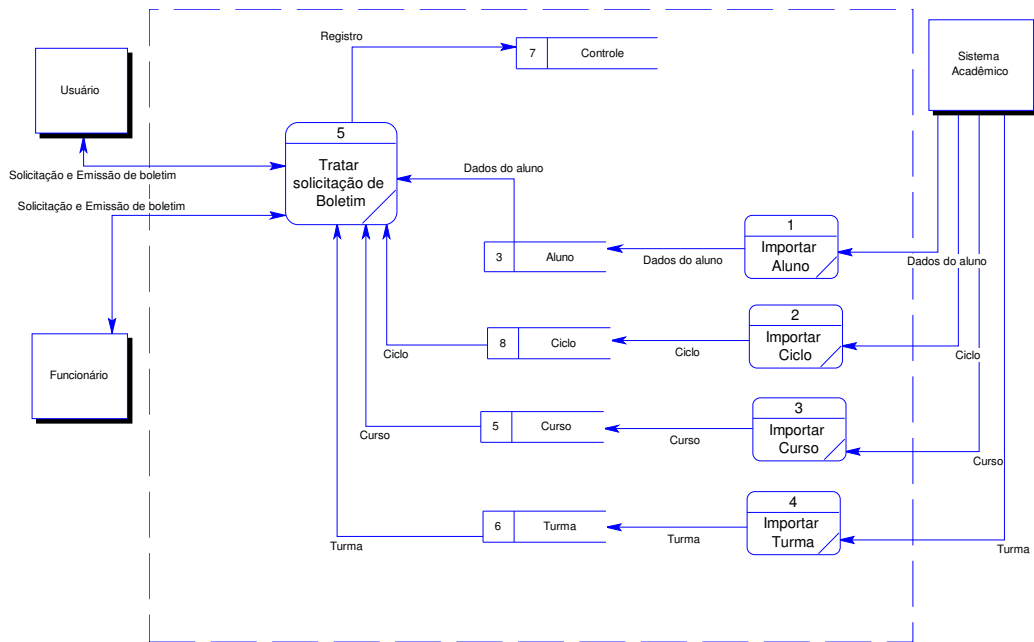 Registro
7
Controle
Sistema
Acadêmico
Usuário
5
Tratar
solicitação de
Boletim
Solicitação e Emissão de boletim
Dados do aluno
Solicitação e Emissão de boletim
1
Importar
Aluno
3
Aluno
Dados do aluno
Dados do aluno
2
Importar
Ciclo
8
Ciclo
Ciclo
Ciclo
Ciclo
Funcionário
3
Importar
Curso
5
Curso
Curso
Curso
Curso
4
Importar
Turma
6
Turma
Turma
Turma
Turma